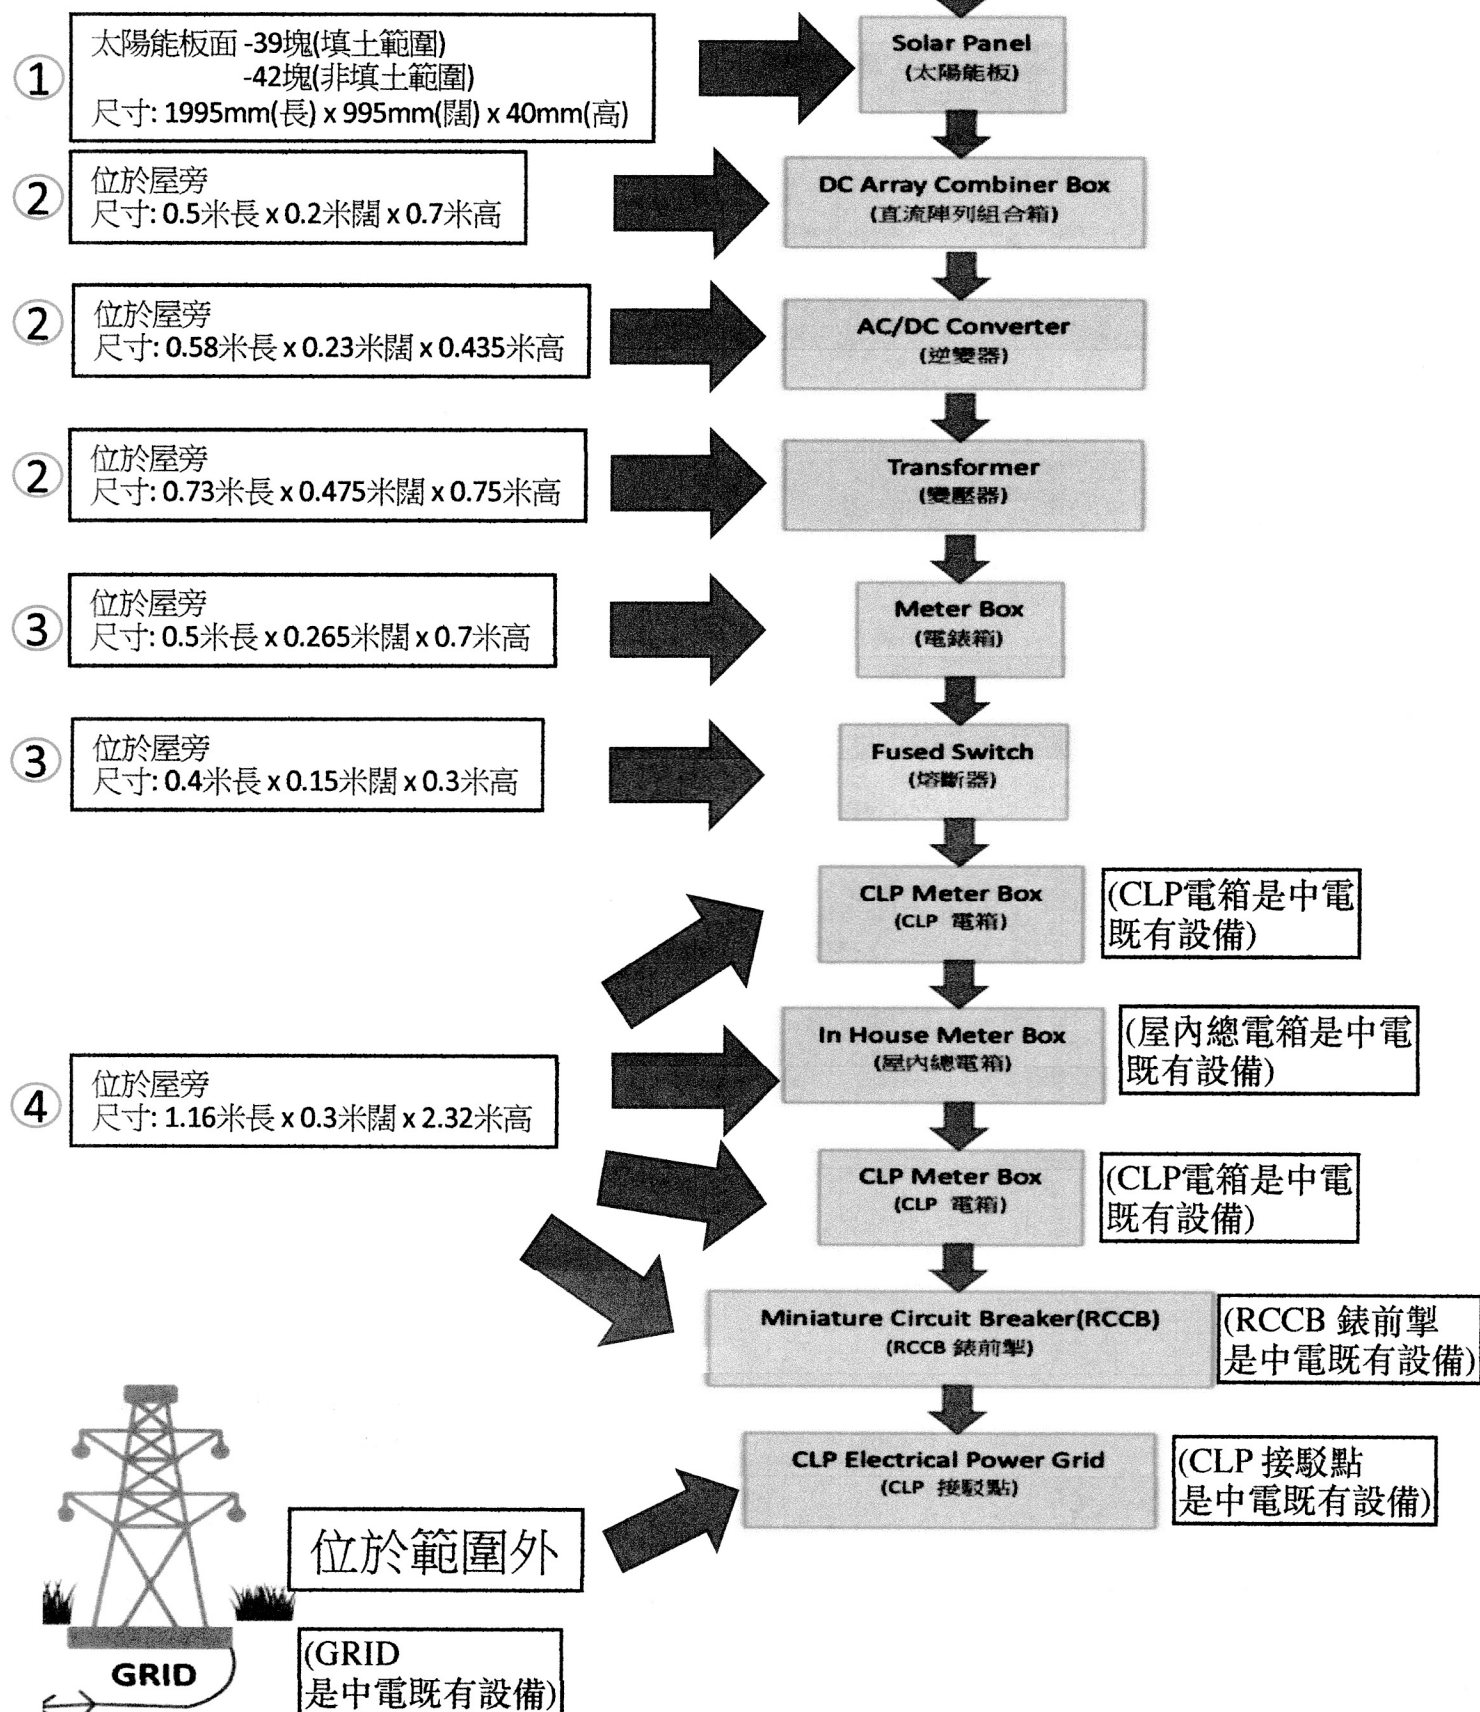 ①
太陽能板面 -39塊(填土範圍)
-42塊(非填土範圍)
尺寸: 1995mm(長) x 995mm(闊) x 40mm(高)
Solar Panel
(太陽能板)
②
位於屋旁
尺寸: 0.5米長 x 0.2米闊 x 0.7米高
DC Array Combiner Box
(直流陣列組合箱)
②
位於屋旁
尺寸: 0.58米長 x 0.23米闊 x 0.435米高
AC/DC Converter
(逆變器)
②
位於屋旁
尺寸: 0.73米長 x 0.475米闊 x 0.75米高
Transformer
(變壓器)
③
位於屋旁
尺寸: 0.5米長 x 0.265米闊 x 0.7米高
Meter Box
(電錶箱)
③
位於屋旁
尺寸: 0.4米長 x 0.15米闊 x 0.3米高
Fused Switch
(熔斷器)
CLP Meter Box
(CLP 電箱)
(CLP電箱是中電
既有設備)
In House Meter Box
(屋內總電箱)
(屋內總電箱是中電
既有設備)
④
位於屋旁
尺寸: 1.16米長 x 0.3米闊 x 2.32米高
CLP Meter Box
(CLP 電箱)
(CLP電箱是中電
既有設備)
Miniature Circuit Breaker(RCCB)
(RCCB 錶前掣)
(RCCB 錶前掣
是中電既有設備)
CLP Electrical Power Grid
(CLP 接駁點)
(CLP 接駁點
是中電既有設備)
位於範圍外
GRID
(GRID
是中電既有設備)